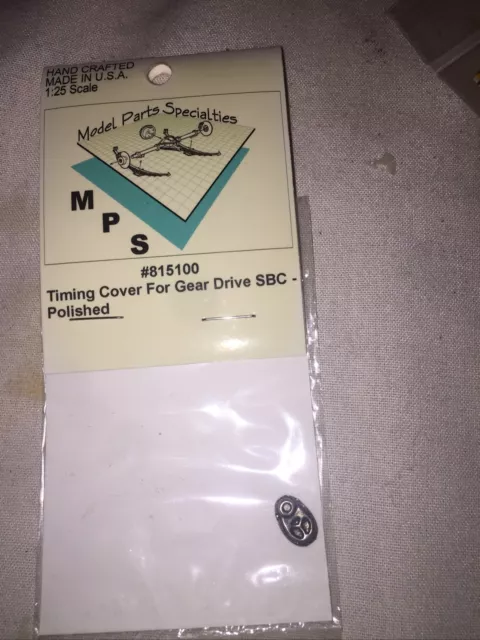 HAND CRAFTED
MADE IN U.S.A.
1:25 Scale
Model Parts Specialties
M
P
S
#815100
Timing Cover For Gear Drive SBC -
Polished